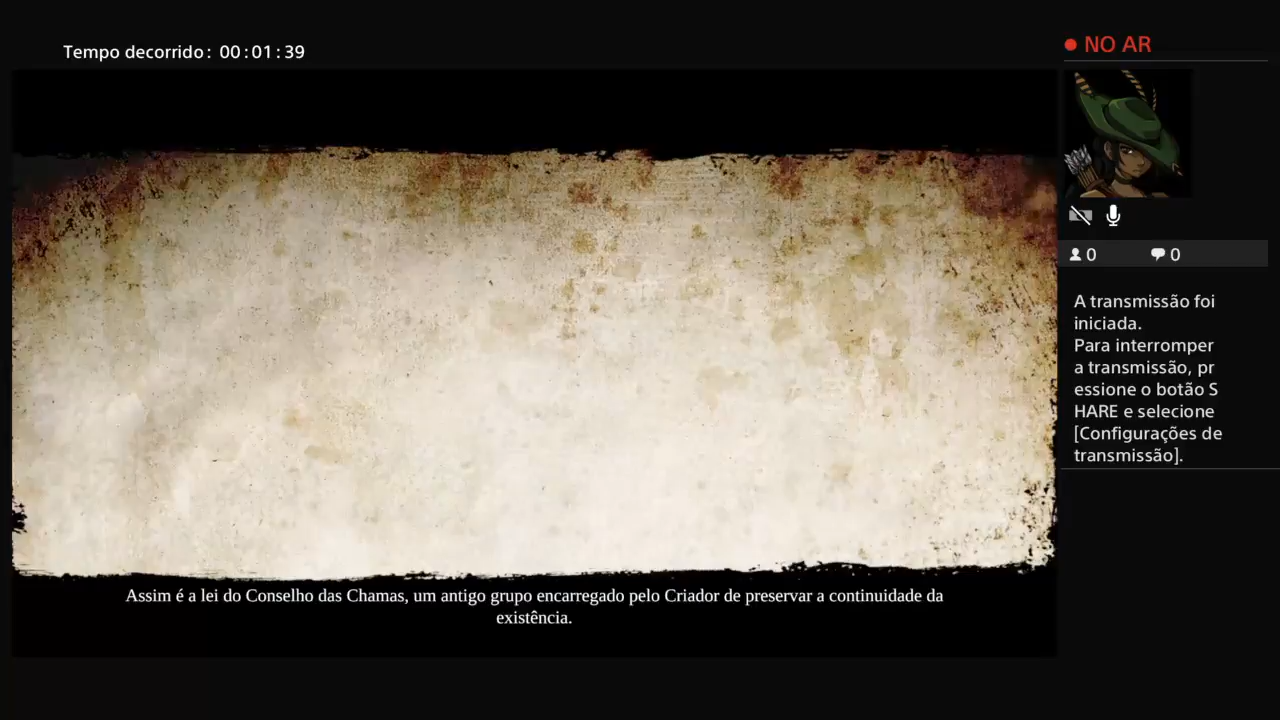 Tempo decorrido: 00:01:39
NO AR
0 0
A transmissão foi
iniciada.
Para interromper
a transmissão, pr
essione o botão S
HARE e selecione
[Configurações de
transmissão].
Assim é a lei do Conselho das Chamas, um antigo grupo encarregado pelo Criador de preservar a continuidade da
existência.